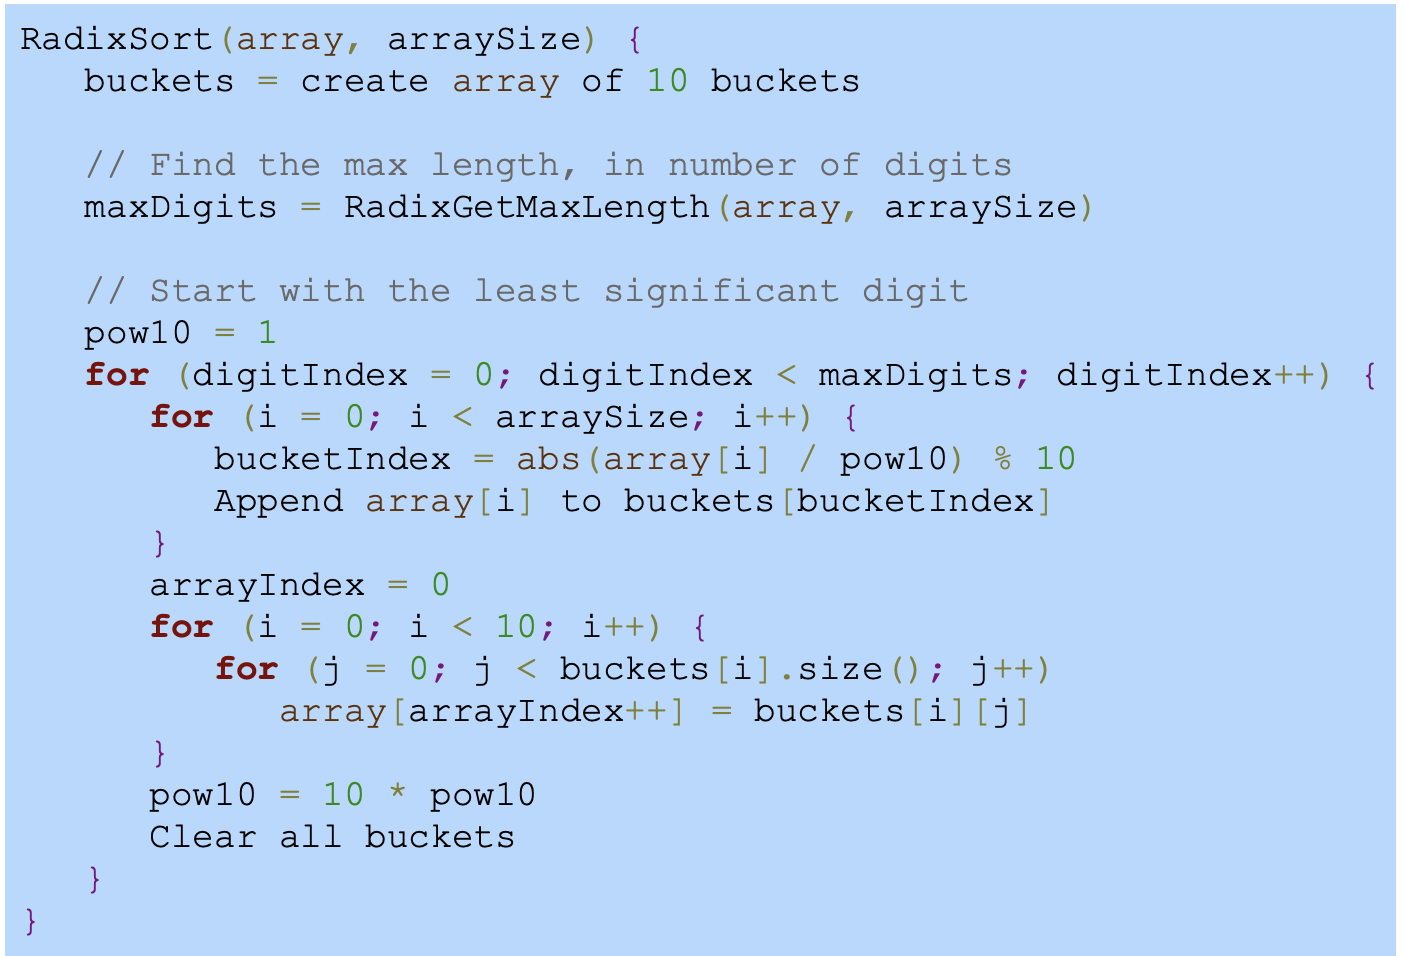 RadixSort(array, arraySize) {
   buckets = create array of 10 buckets

   // Find the max length, in number of digits
   maxDigits = RadixGetMaxLength(array, arraySize)

   // Start with the least significant digit
   pow10 = 1
   for (digitIndex = 0; digitIndex < maxDigits; digitIndex++) {
      for (i = 0; i < arraySize; i++) {
         bucketIndex = abs(array[i] / pow10) % 10
         Append array[i] to buckets[bucketIndex]
      }
      arrayIndex = 0
      for (i = 0; i < 10; i++) {
         for (j = 0; j < buckets[i].size(); j++)
            array[arrayIndex++] = buckets[i][j]
      }
      pow10 = 10 * pow10
      Clear all buckets
   }
}